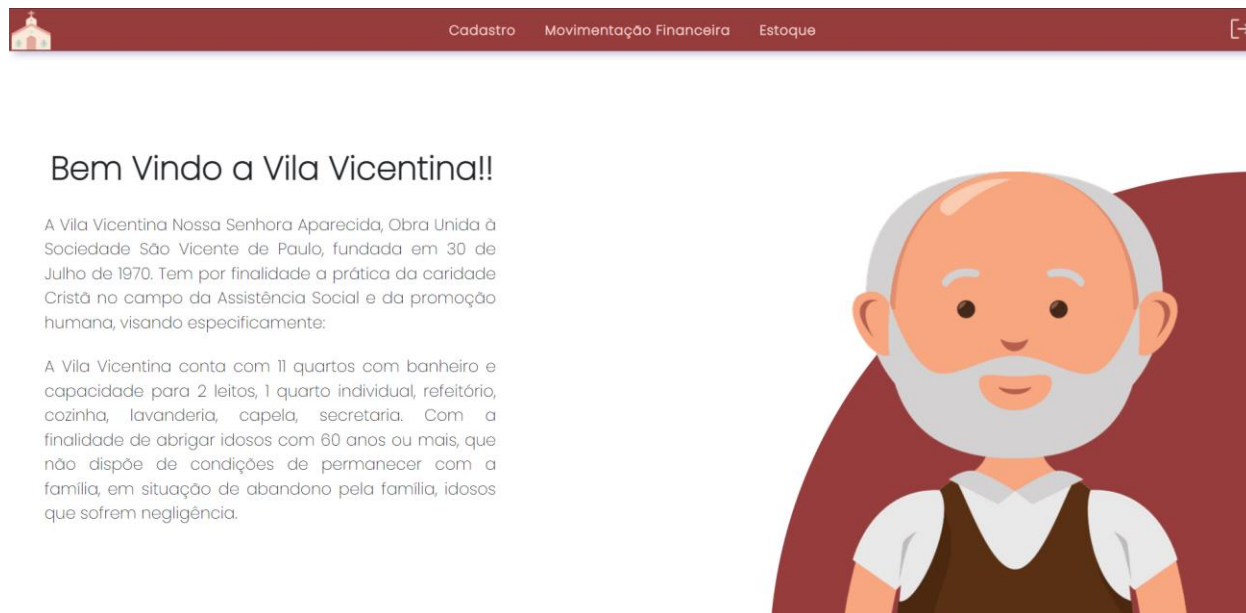 Cadastro Movimentação Financeira Estoque
Bem Vindo a Vila Vicentina!!
A Vila Vicentina Nossa Senhora Aparecida, Obra Unida à
Sociedade São Vicente de Paulo, fundada em 30 de
Julho de 1970. Tem por finalidade a prática da caridade
Cristã no campo da Assistência Social e da promoção
humana, visando especificamente:
A Vila Vicentina conta com 11 quartos com banheiro e
capacidade para 2 leitos, 1 quarto individual, refeitório,
cozinha, lavanderia, capela, secretaria. Com a
finalidade de abrigar idosos com 60 anos ou mais, que
não dispõe de condições de permanecer com a
família, em situação de abandono pela família, idosos
que sofrem negligência.